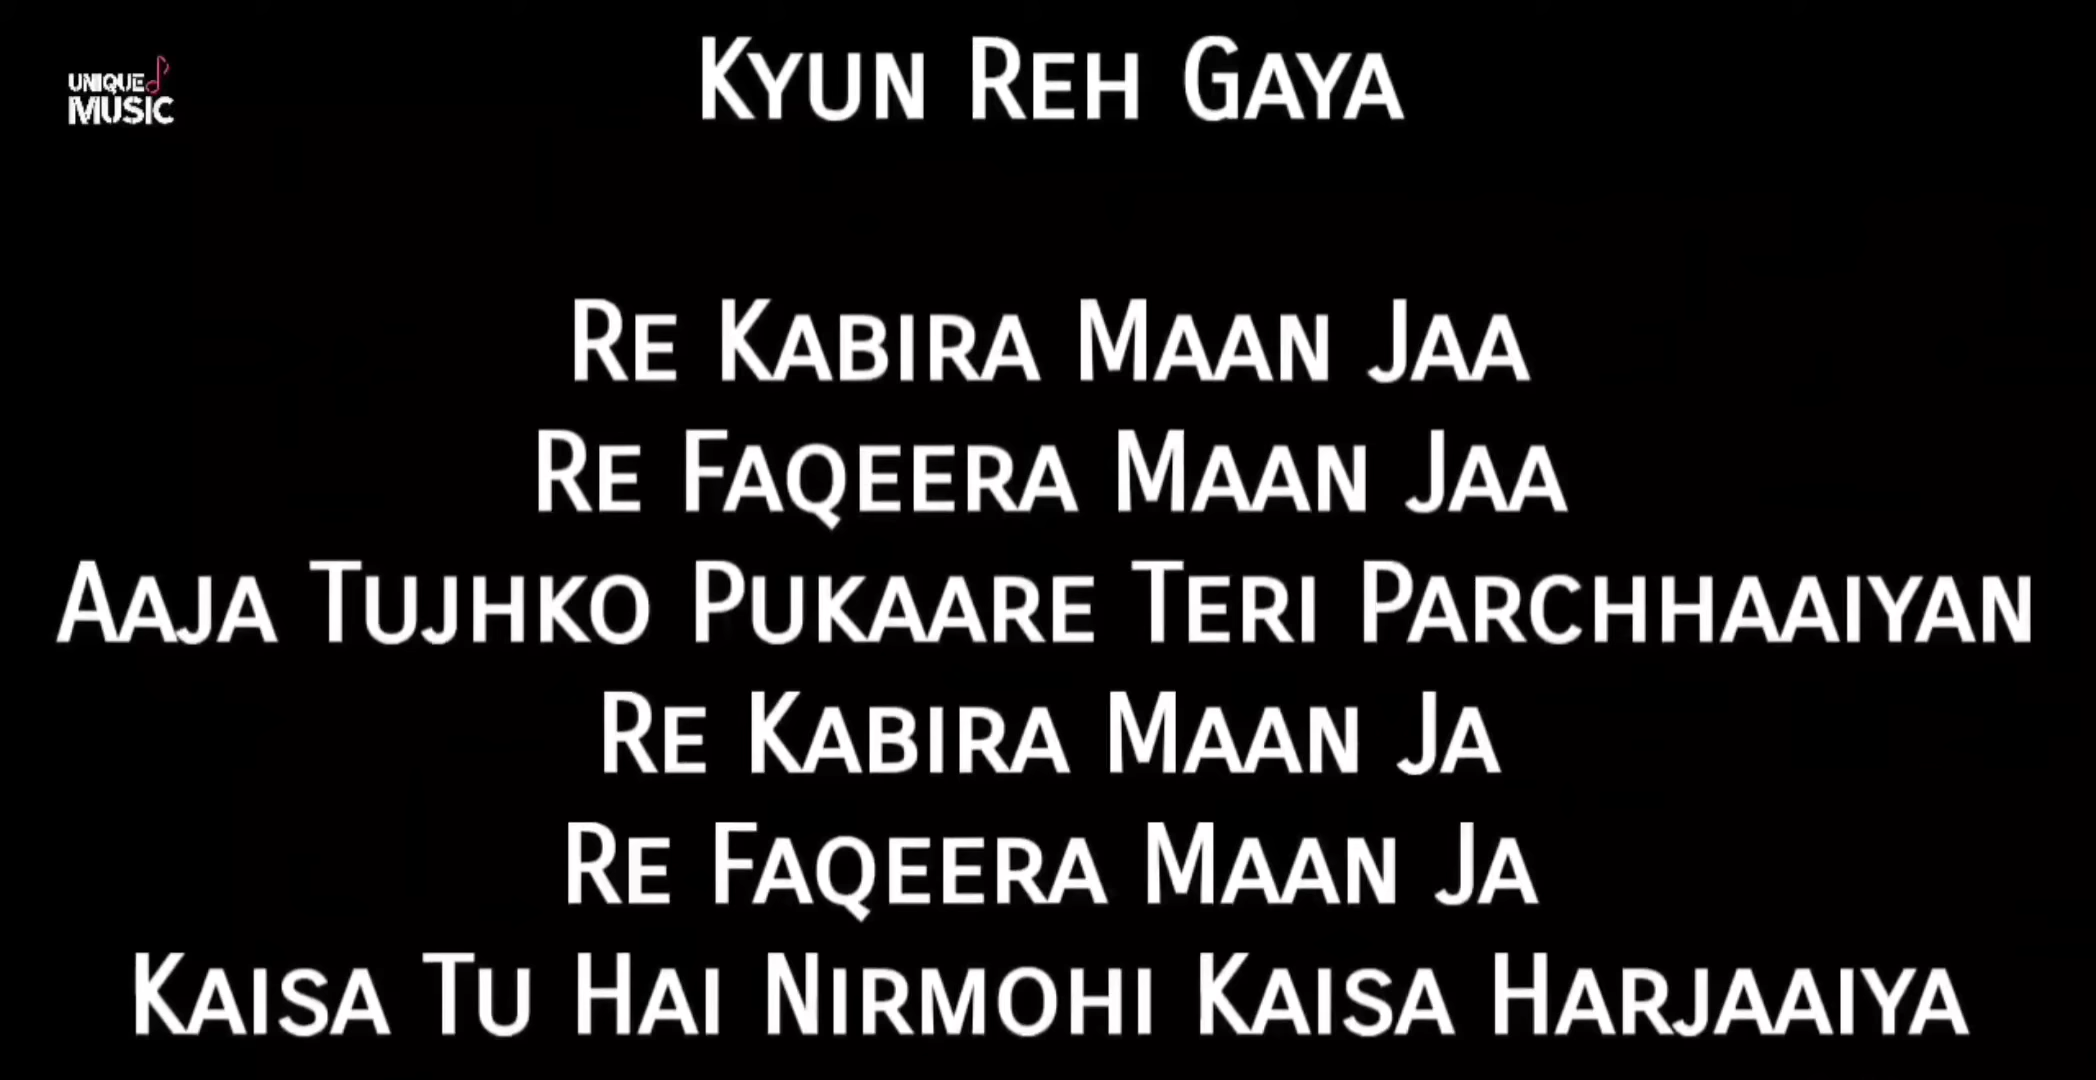 UNIQUE
MUSIC
Kyun Reh Gaya
Re Kabira Maan Jaa
Re Faqeera Maan Jaa
Aaja Tujhko Pukaare Teri Parchhaaiyan
Re Kabira Maan Ja
Re Faqeera Maan Ja
Kaisa Tu Hai Nirmohi Kaisa Harjaaiya